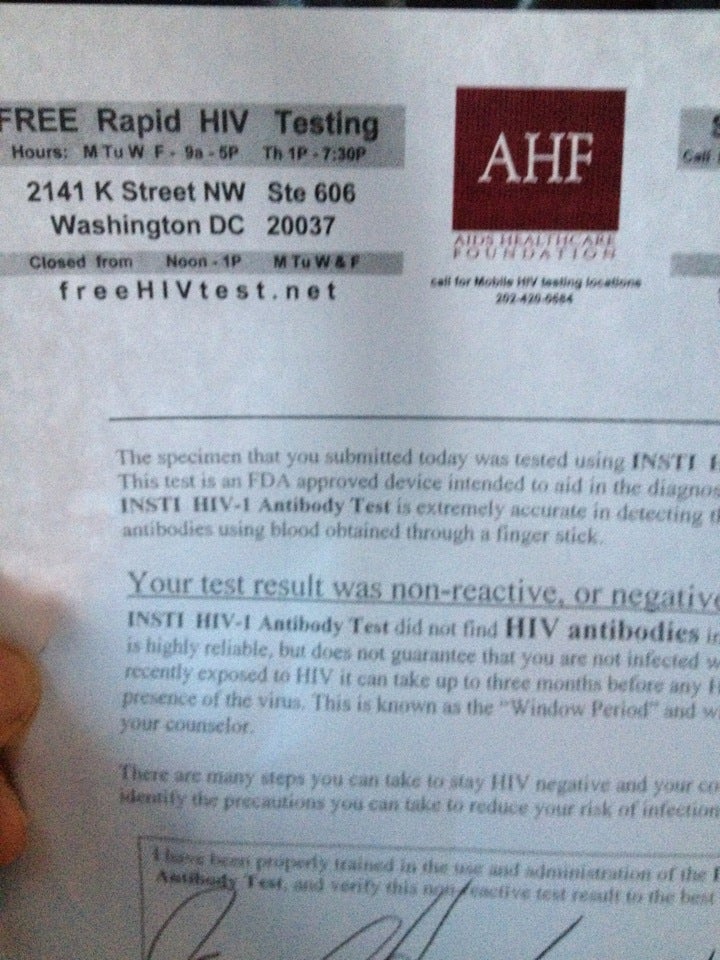 FREE Rapid HIV Testing
Hours: M Tu W F - 9a - 5P Th 1P - 7:30P
2141 K Street NW Ste 606
Washington DC 20037
Closed from Noon - 1P M Tu W & F
freeHIVtest.net
AHF
AIDS HEALTHCARE
FOUNDATION
call for Mobile HIV testing locations
S
Call
The specimen that you submitted today was tested using INSTI
This test is an FDA approved device intended to aid in the diagnos
INSTI HIV-1 Antibody Test is extremely accurate in detecting t
antibodies using blood obtained through a finger stick.
Your test result was non-reactive, or negative
INSTI HIV-1 Antibody Test did not find HIV antibodies i
is highly reliable, but does not guarantee that you are not infected w
recently exposed to HIV it can take up to three months before any
presence of the virus. This is known as the "Window Period" and w
your counselor.
There are many steps you can take to stay HIV negative and your co
identify the precautions you can take to reduce your risk of infection
I have been properly trained in the use and administration of the
Antibody Test, and verify this non-reactive test result to the best